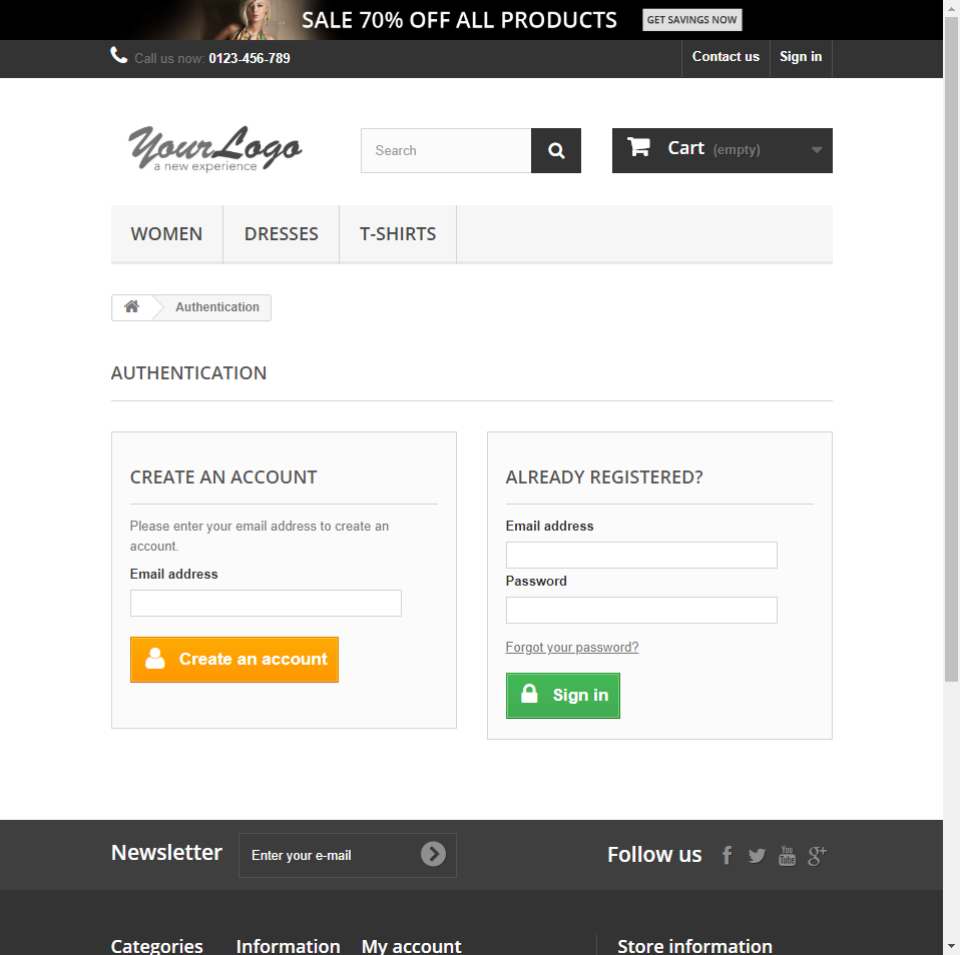 SALE 70% OFF ALL PRODUCTS GET SAVINGS NOW
Call us now: 0123-456-789 Contact us Sign in
YourLogo
a new experience
Search
Cart (empty)
WOMEN DRESSES T-SHIRTS
Authentication
AUTHENTICATION
CREATE AN ACCOUNT
Please enter your email address to create an
account.
Email address
Create an account
ALREADY REGISTERED?
Email address
Password
Forgot your password?
Sign in
Newsletter Enter your e-mail Follow us You Tube g+
Categories Information My account Store information